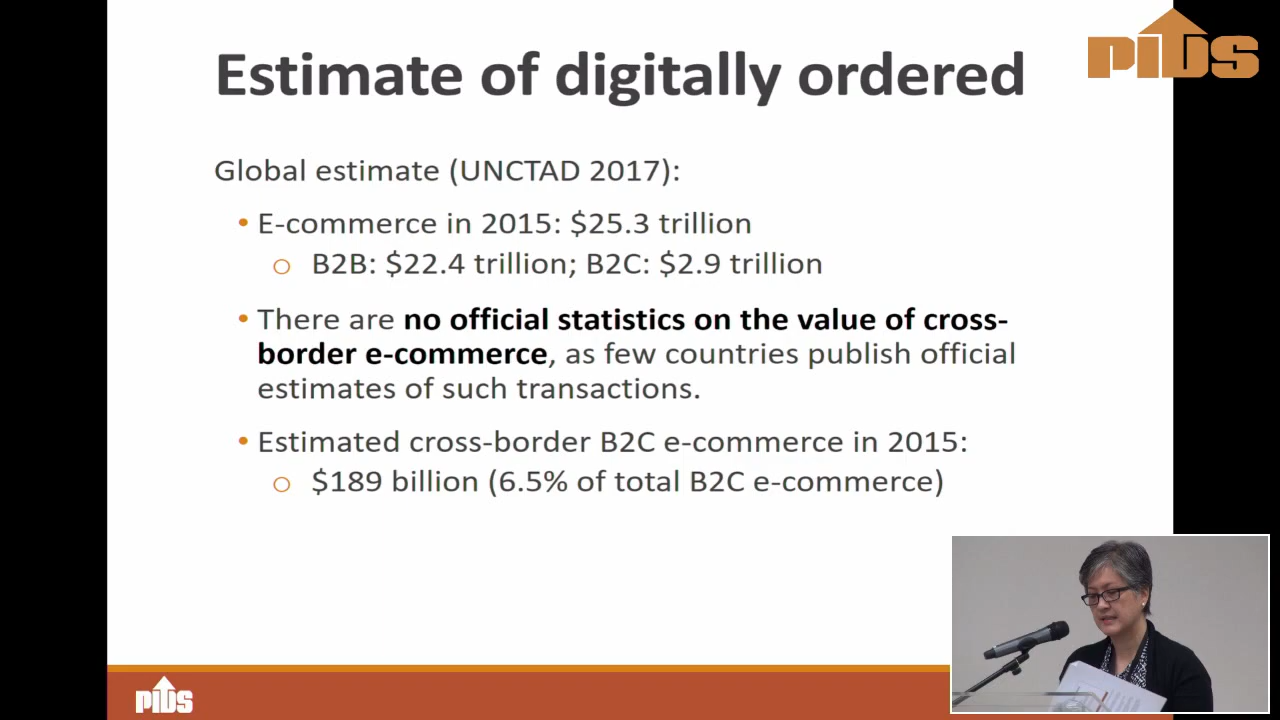 Estimate of digitally ordered
PIDS
Global estimate (UNCTAD 2017):
• E-commerce in 2015: $25.3 trillion
o B2B: $22.4 trillion; B2C: $2.9 trillion
• There are no official statistics on the value of cross-
border e-commerce, as few countries publish official
estimates of such transactions.
• Estimated cross-border B2C e-commerce in 2015:
o $189 billion (6.5% of total B2C e-commerce)
PIDS